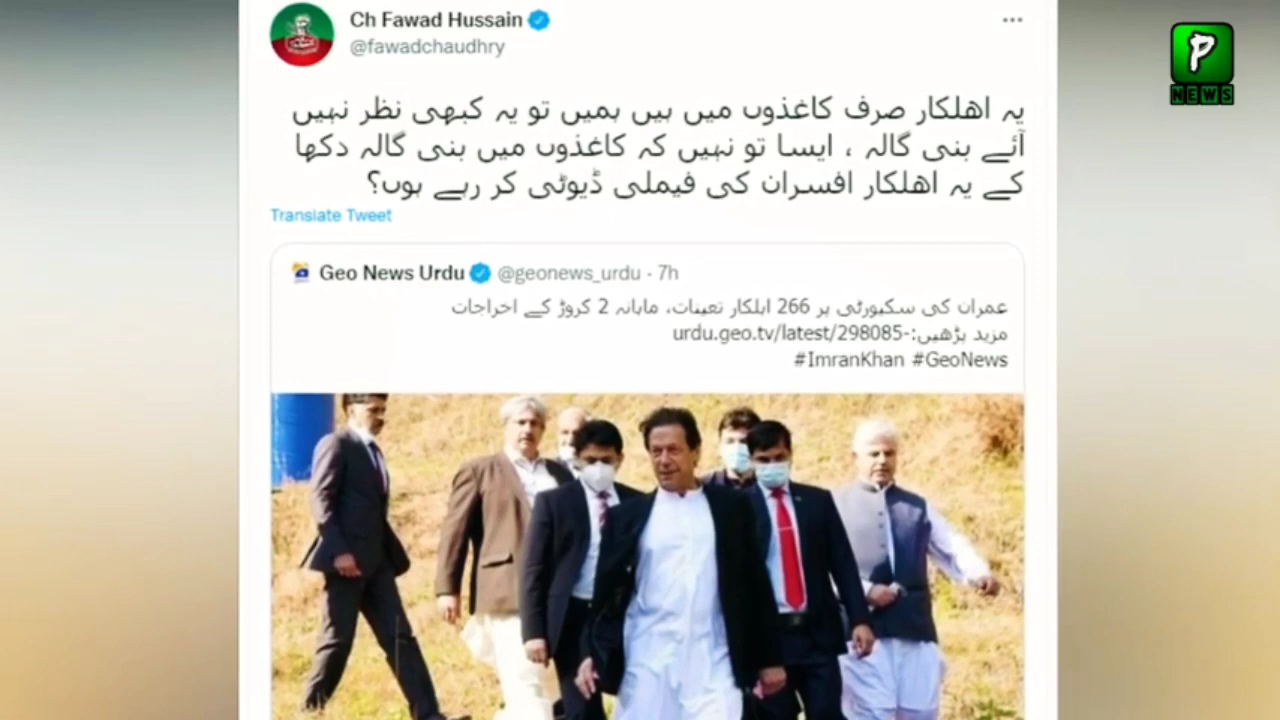 Ch Fawad Hussain
@fawadchaudhry
P
NEWS
یہ اھلکار صرف کاغذوں میں ہیں ہمیں تو یہ کبھی نظر نہیں
آئے بنی گالہ ، ایسا تو نہیں کہ کاغذوں میں بنی گالہ دکھا
کے یہ اھلکار افسران کی فیملی ڈیوٹی کر رہے ہوں؟
Translate Tweet
Geo News Urdu @geonews_urdu · 7h
عمران کی سکیورٹی پر 266 اہلکار تعینات، ماہانہ 2 کروڑ کے اخراجات
مزید پڑھیں:-urdu.geo.tv/latest/298085
#ImranKhan #GeoNews